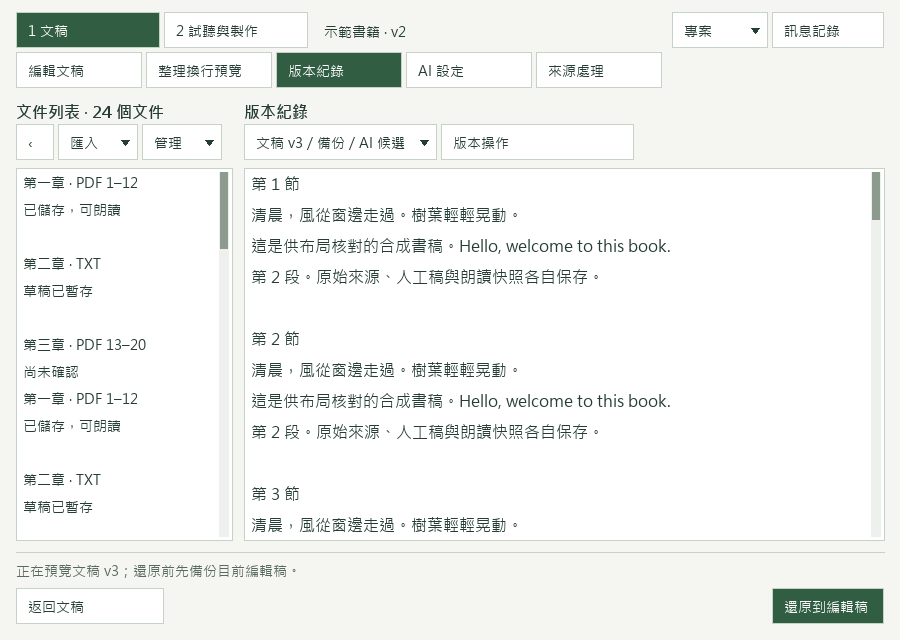 1 文稿
2 試聽與製作
示範書籍 · v2
專案
訊息記錄
編輯文稿
整理換行預覽
版本紀錄
AI 設定
來源處理
文件列表 · 24 個文件
‹
匯入
管理
第一章 · PDF 1–12
已儲存，可朗讀
第二章 · TXT
草稿已暫存
第三章 · PDF 13–20
尚未確認
第一章 · PDF 1–12
已儲存，可朗讀
第二章 · TXT
草稿已暫存
版本紀錄
文稿 v3 / 備份 / AI 候選
版本操作
第 1 節
清晨，風從窗邊走過。樹葉輕輕晃動。
這是供布局核對的合成書稿。Hello, welcome to this book.
第 2 段。原始來源、人工稿與朗讀快照各自保存。
第 2 節
清晨，風從窗邊走過。樹葉輕輕晃動。
這是供布局核對的合成書稿。Hello, welcome to this book.
第 2 段。原始來源、人工稿與朗讀快照各自保存。
第 3 節
清晨，風從窗邊走過。樹葉輕輕晃動。
正在預覽文稿 v3；還原前先備份目前編輯稿。
返回文稿
還原到編輯稿